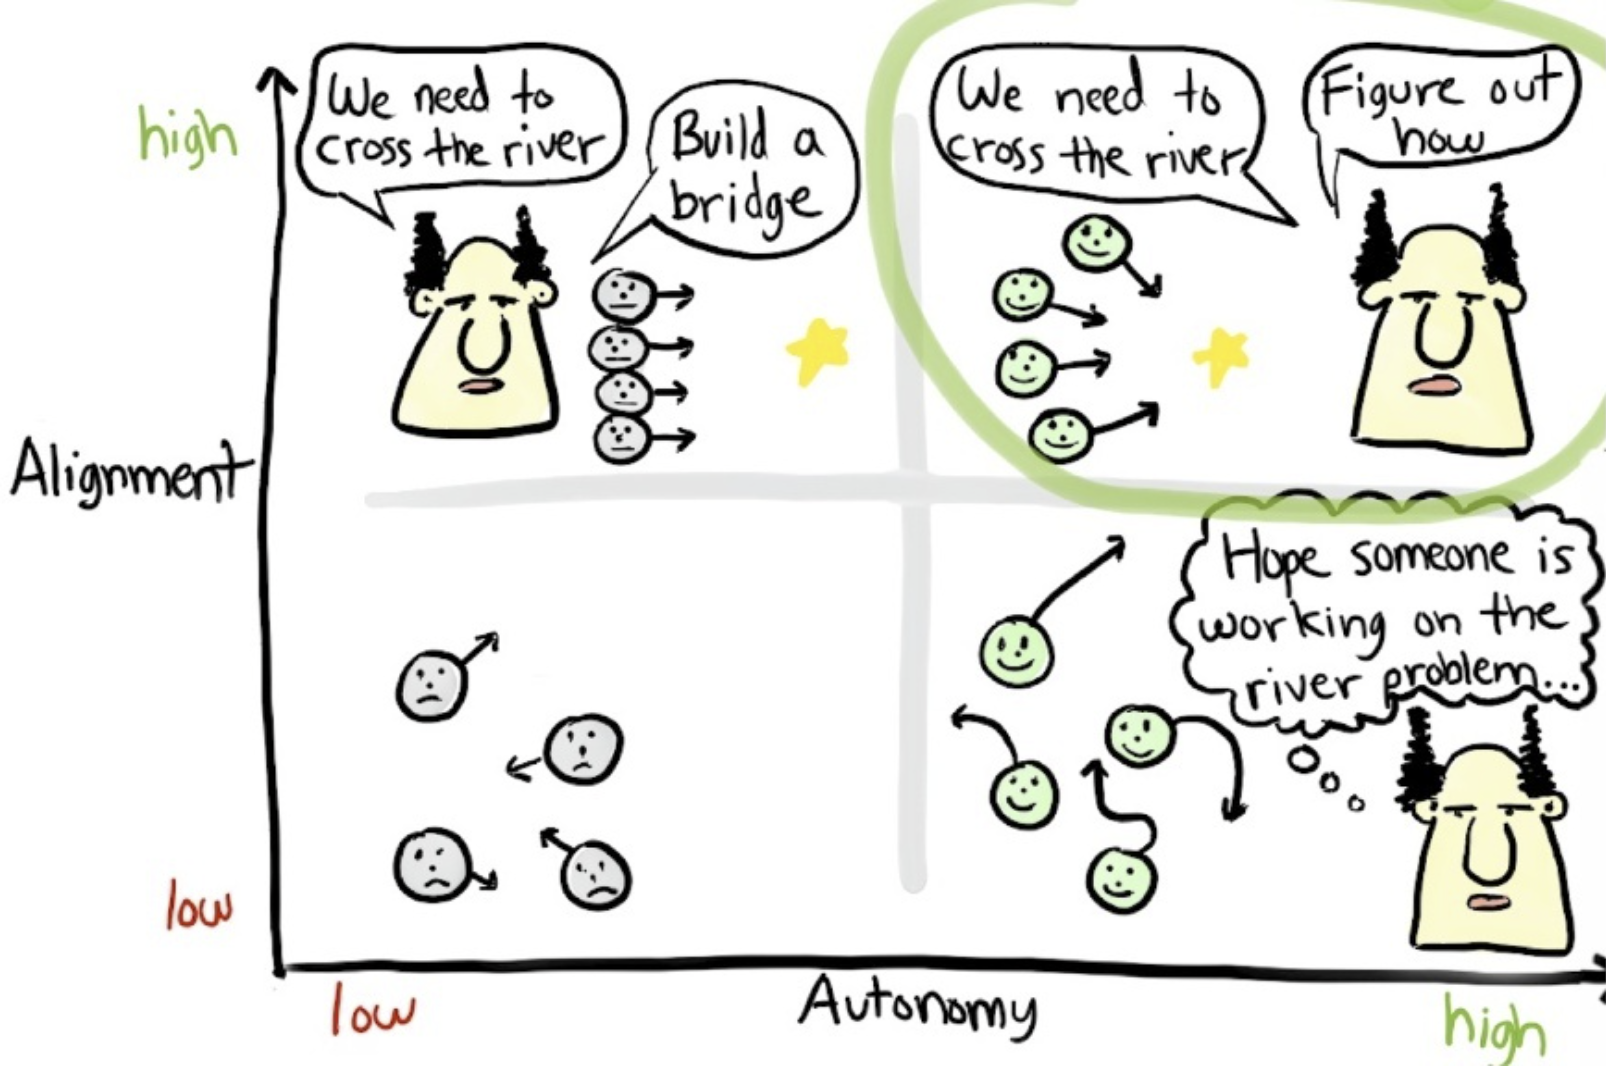 high
We need to
cross the river
Build a
bridge
We need to
cross the river
Figure out
how
Alignment
Hope someone is
working on the
river problem...
low
low
Autonomy
high